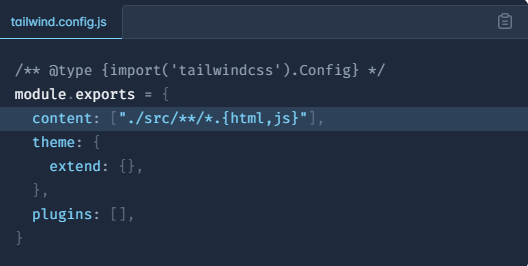 tailwind.config.js
/** @type {import('tailwindcss').Config} */
module.exports = {
  content: ["./src/**/*.{html,js}"],
  theme: {
    extend: {},
  },
  plugins: [],
}